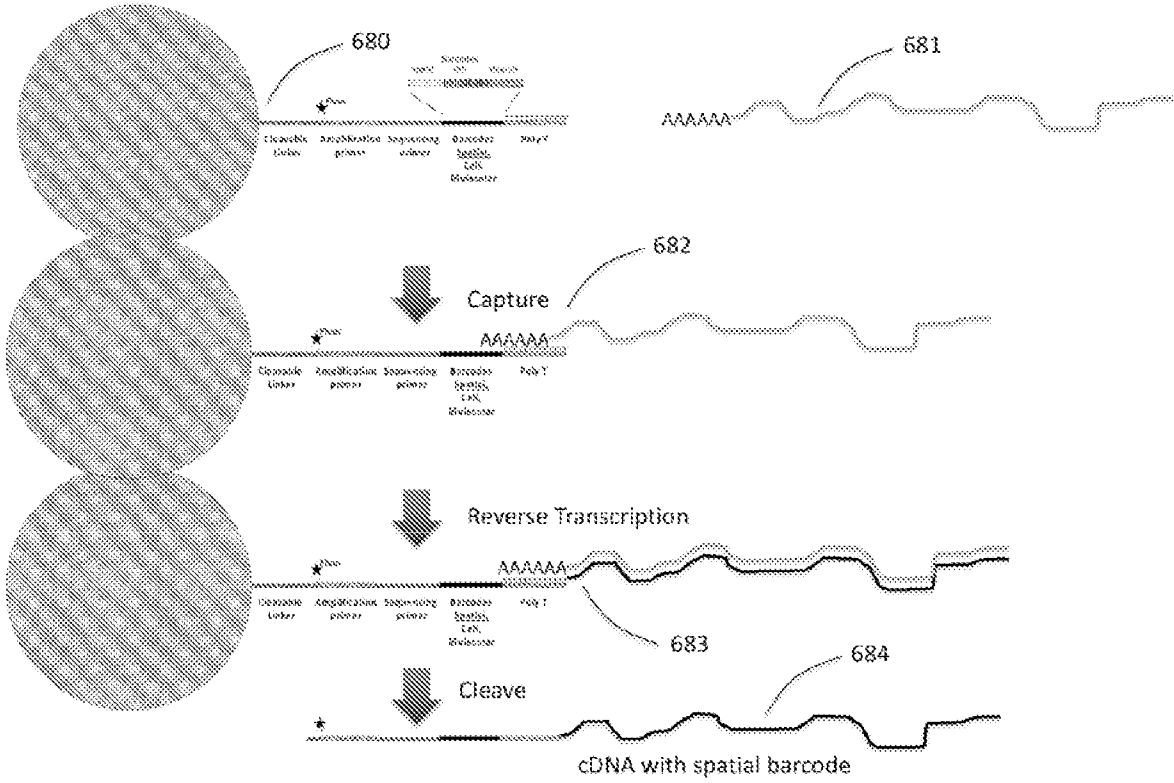 680
681
Barcodes
AAAAAA
Cleavable Amplification Sequencing Barcodes Poly T
Linker primer primer Spatial,
Cell,
Molecular
682
Capture
AAAAAA
Cleavable Amplification Sequencing Barcodes Poly T
Linker primer primer Spatial,
Cell,
Molecular
Reverse Transcription
AAAAAA
Cleavable Amplification Sequencing Barcodes Poly T
Linker primer primer Spatial,
Cell,
Molecular
683
684
Cleave
cDNA with spatial barcode